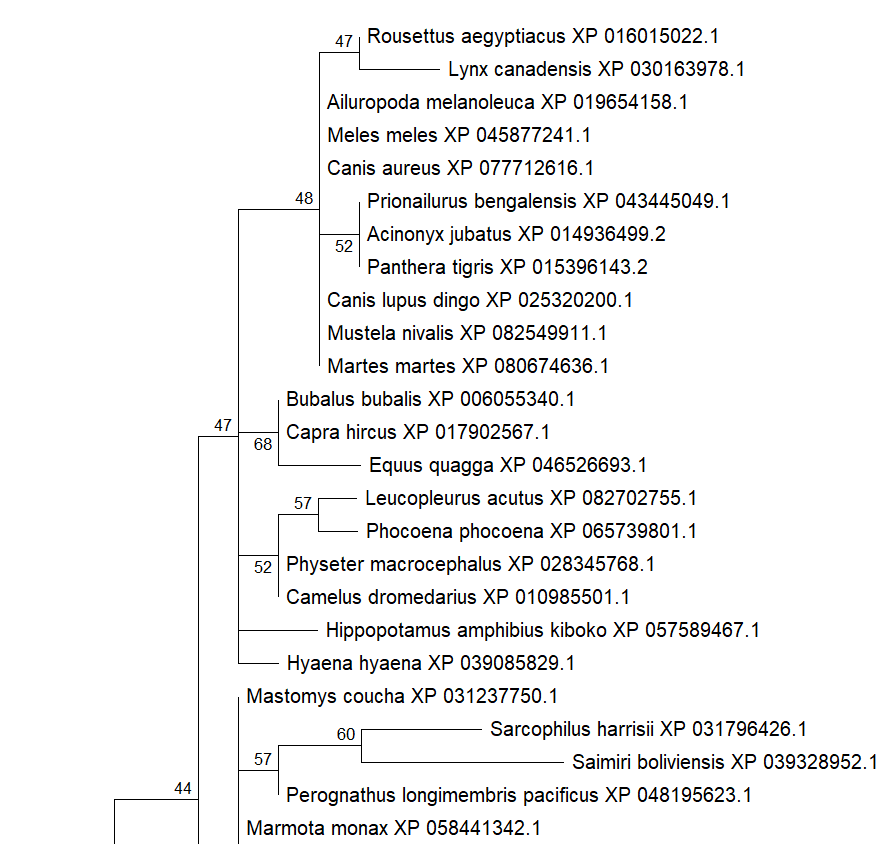 47
Rousettus aegyptiacus XP 016015022.1
Lynx canadensis XP 030163978.1
Ailuropoda melanoleuca XP 019654158.1
Meles meles XP 045877241.1
Canis aureus XP 077712616.1
48
Prionailurus bengalensis XP 043445049.1
Acinonyx jubatus XP 014936499.2
52
Panthera tigris XP 015396143.2
Canis lupus dingo XP 025320200.1
Mustela nivalis XP 082549911.1
Martes martes XP 080674636.1
Bubalus bubalis XP 006055340.1
47
Capra hircus XP 017902567.1
68
Equus quagga XP 046526693.1
57
Leucopleurus acutus XP 082702755.1
Phocoena phocoena XP 065739801.1
Physeter macrocephalus XP 028345768.1
52
Camelus dromedarius XP 010985501.1
Hippopotamus amphibius kiboko XP 057589467.1
Hyaena hyaena XP 039085829.1
Mastomys coucha XP 031237750.1
Sarcophilus harrisii XP 031796426.1
60
57
Saimiri boliviensis XP 039328952.1
44
Perognathus longimembris pacificus XP 048195623.1
Marmota monax XP 058441342.1